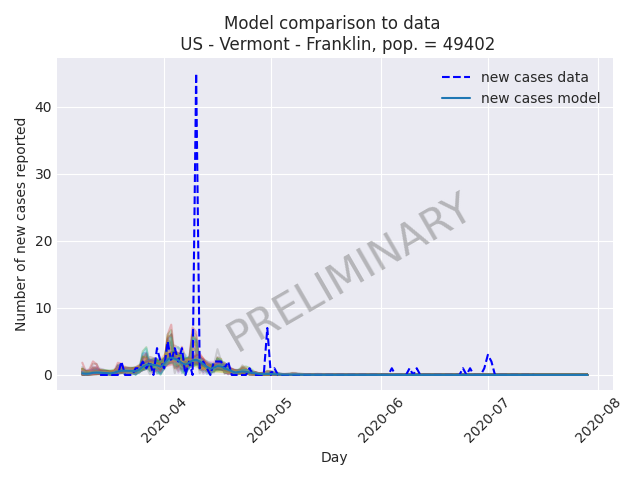 Model comparison to data
US - Vermont - Franklin, pop. = 49402
new cases data
new cases model
Number of new cases reported
40
30
20
10
0
PRELIMINARY
2020-04
2020-05
2020-06
2020-07
2020-08
Day